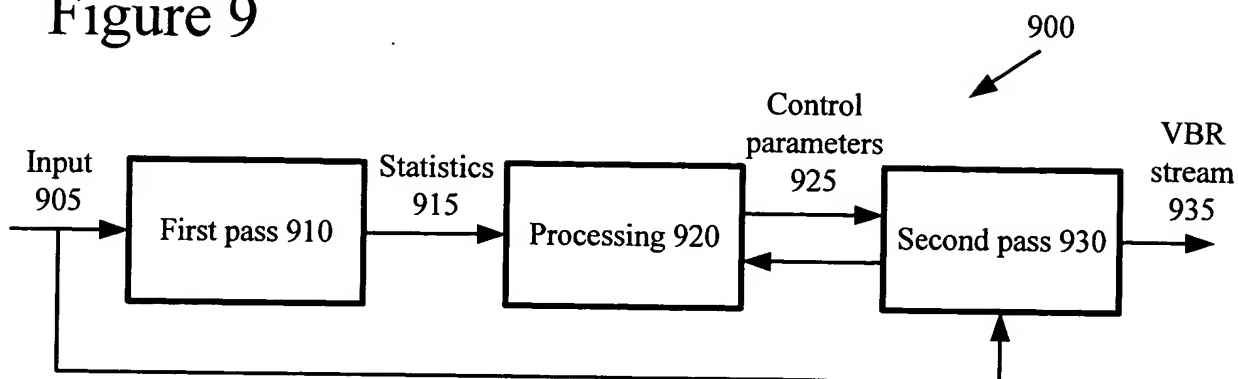 Figure 9
900
Control
parameters
925
VBR
stream
935
Input
905
Statistics
915
First pass 910
Processing 920
Second pass 930